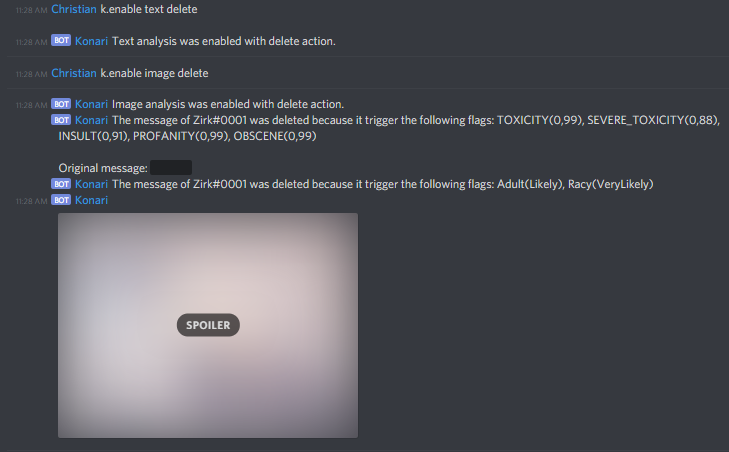 11:28 AM Christian k.enable text delete
11:28 AM BOT Konari Text analysis was enabled with delete action.
11:28 AM Christian k.enable image delete
11:28 AM BOT Konari Image analysis was enabled with delete action.
BOT Konari The message of Zirk#0001 was deleted because it trigger the following flags: TOXICITY(0,99), SEVERE_TOXICITY(0,88),
INSULT(0,91), PROFANITY(0,99), OBSCENE(0,99)
Original message:
BOT Konari The message of Zirk#0001 was deleted because it trigger the following flags: Adult(Likely), Racy(VeryLikely)
11:28 AM BOT Konari
SPOILER